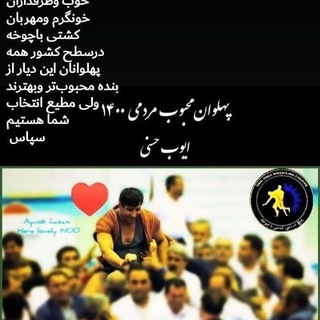 خوب وطرفداران
خونگرم ومهربان
کشتی باچوخه
درسطح کشور همه
پهلوانان این دیار از
بنده محبوب‌تر وبهترند
ولی مطیع انتخاب
شما هستیم
سپاس
پهلوان محبوب مردمی ۱۴۰۰
ایوب حسنی
Ayoub hasani
Hero lovely 1400